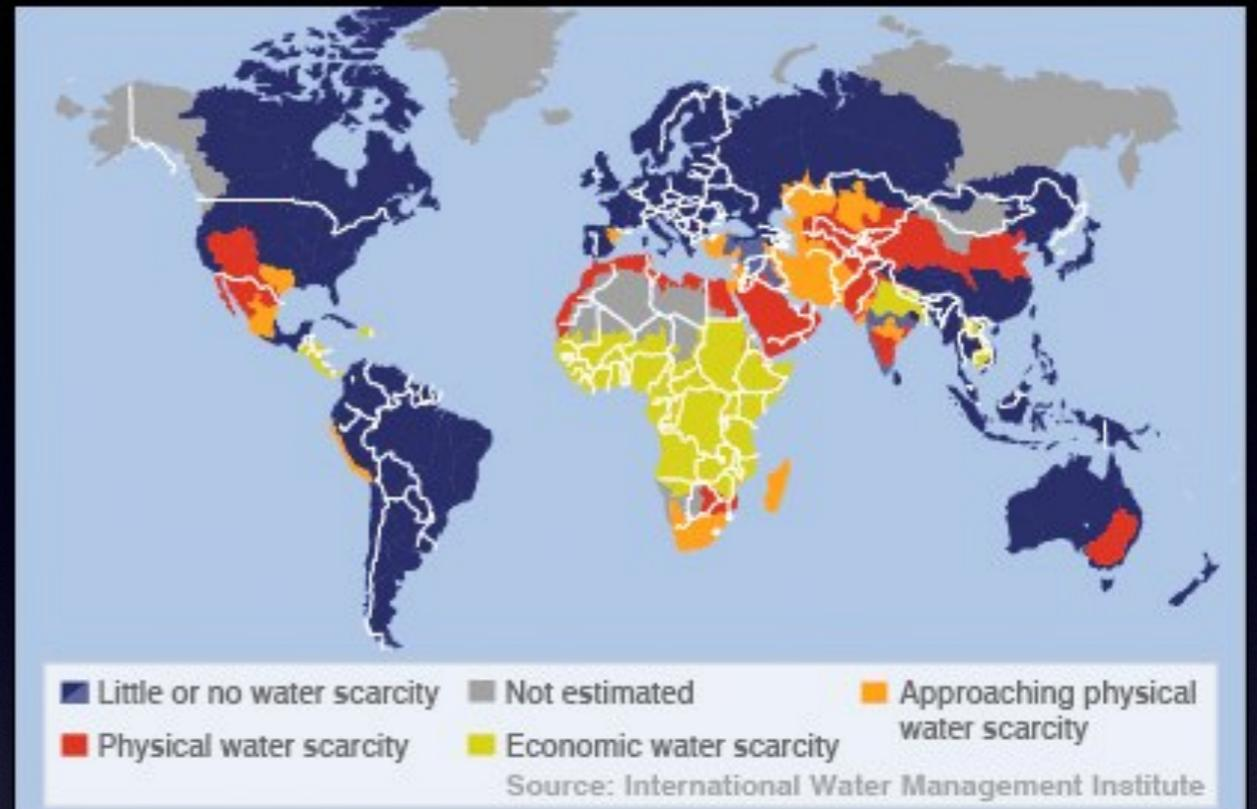 Little or no water scarcity
Not estimated
Approaching physical
water scarcity
Physical water scarcity
Economic water scarcity
Source: International Water Management Institute